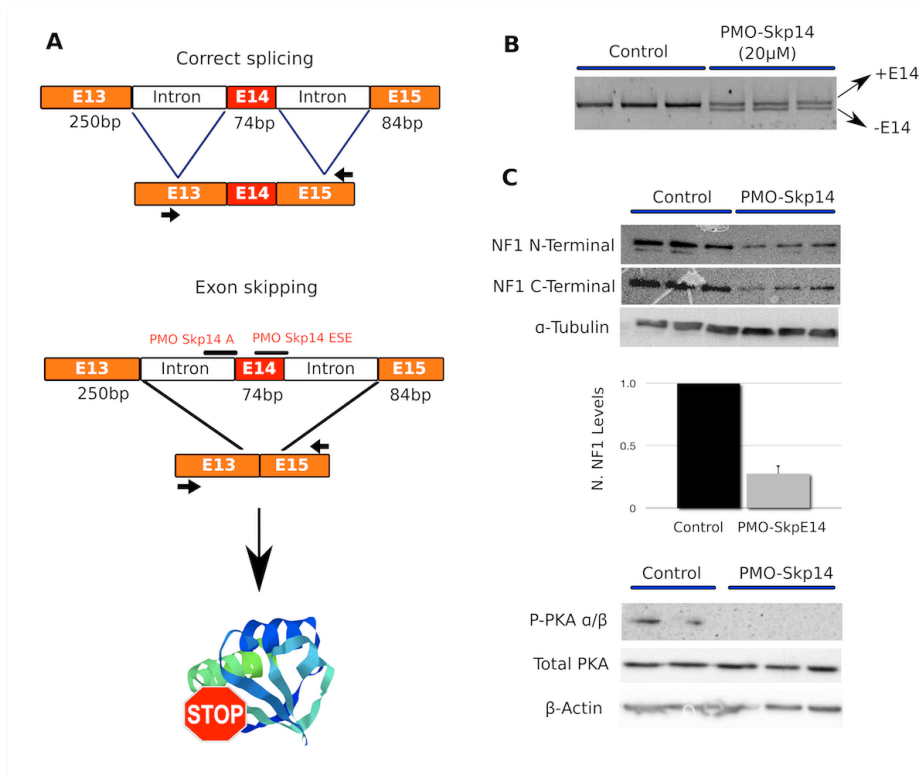 A
Correct splicing
E13 Intron E14 Intron E15
250bp 74bp 84bp
E13 E14 E15
Exon skipping
PMO Skp14 A PMO Skp14 ESE
E13 Intron E14 Intron E15
250bp 74bp 84bp
E13 E15
STOP
B
Control PMO-Skp14
(20μM)
+E14
-E14
C
Control PMO-Skp14
NF1 N-Terminal
NF1 C-Terminal
α-Tubulin
N. NF1 Levels
1.0
0.5
0
Control PMO-SkpE14
Control PMO-Skp14
P-PKA α/β
Total PKA
β-Actin